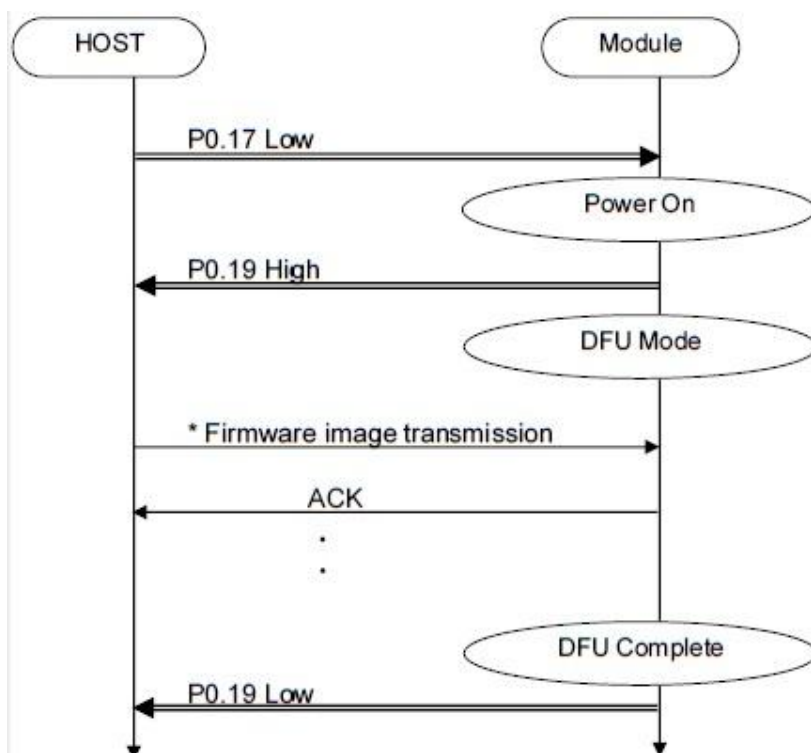 HOST
Module
P0.17 Low
Power On
P0.19 High
DFU Mode
* Firmware image transmission
ACK
DFU Complete
P0.19 Low